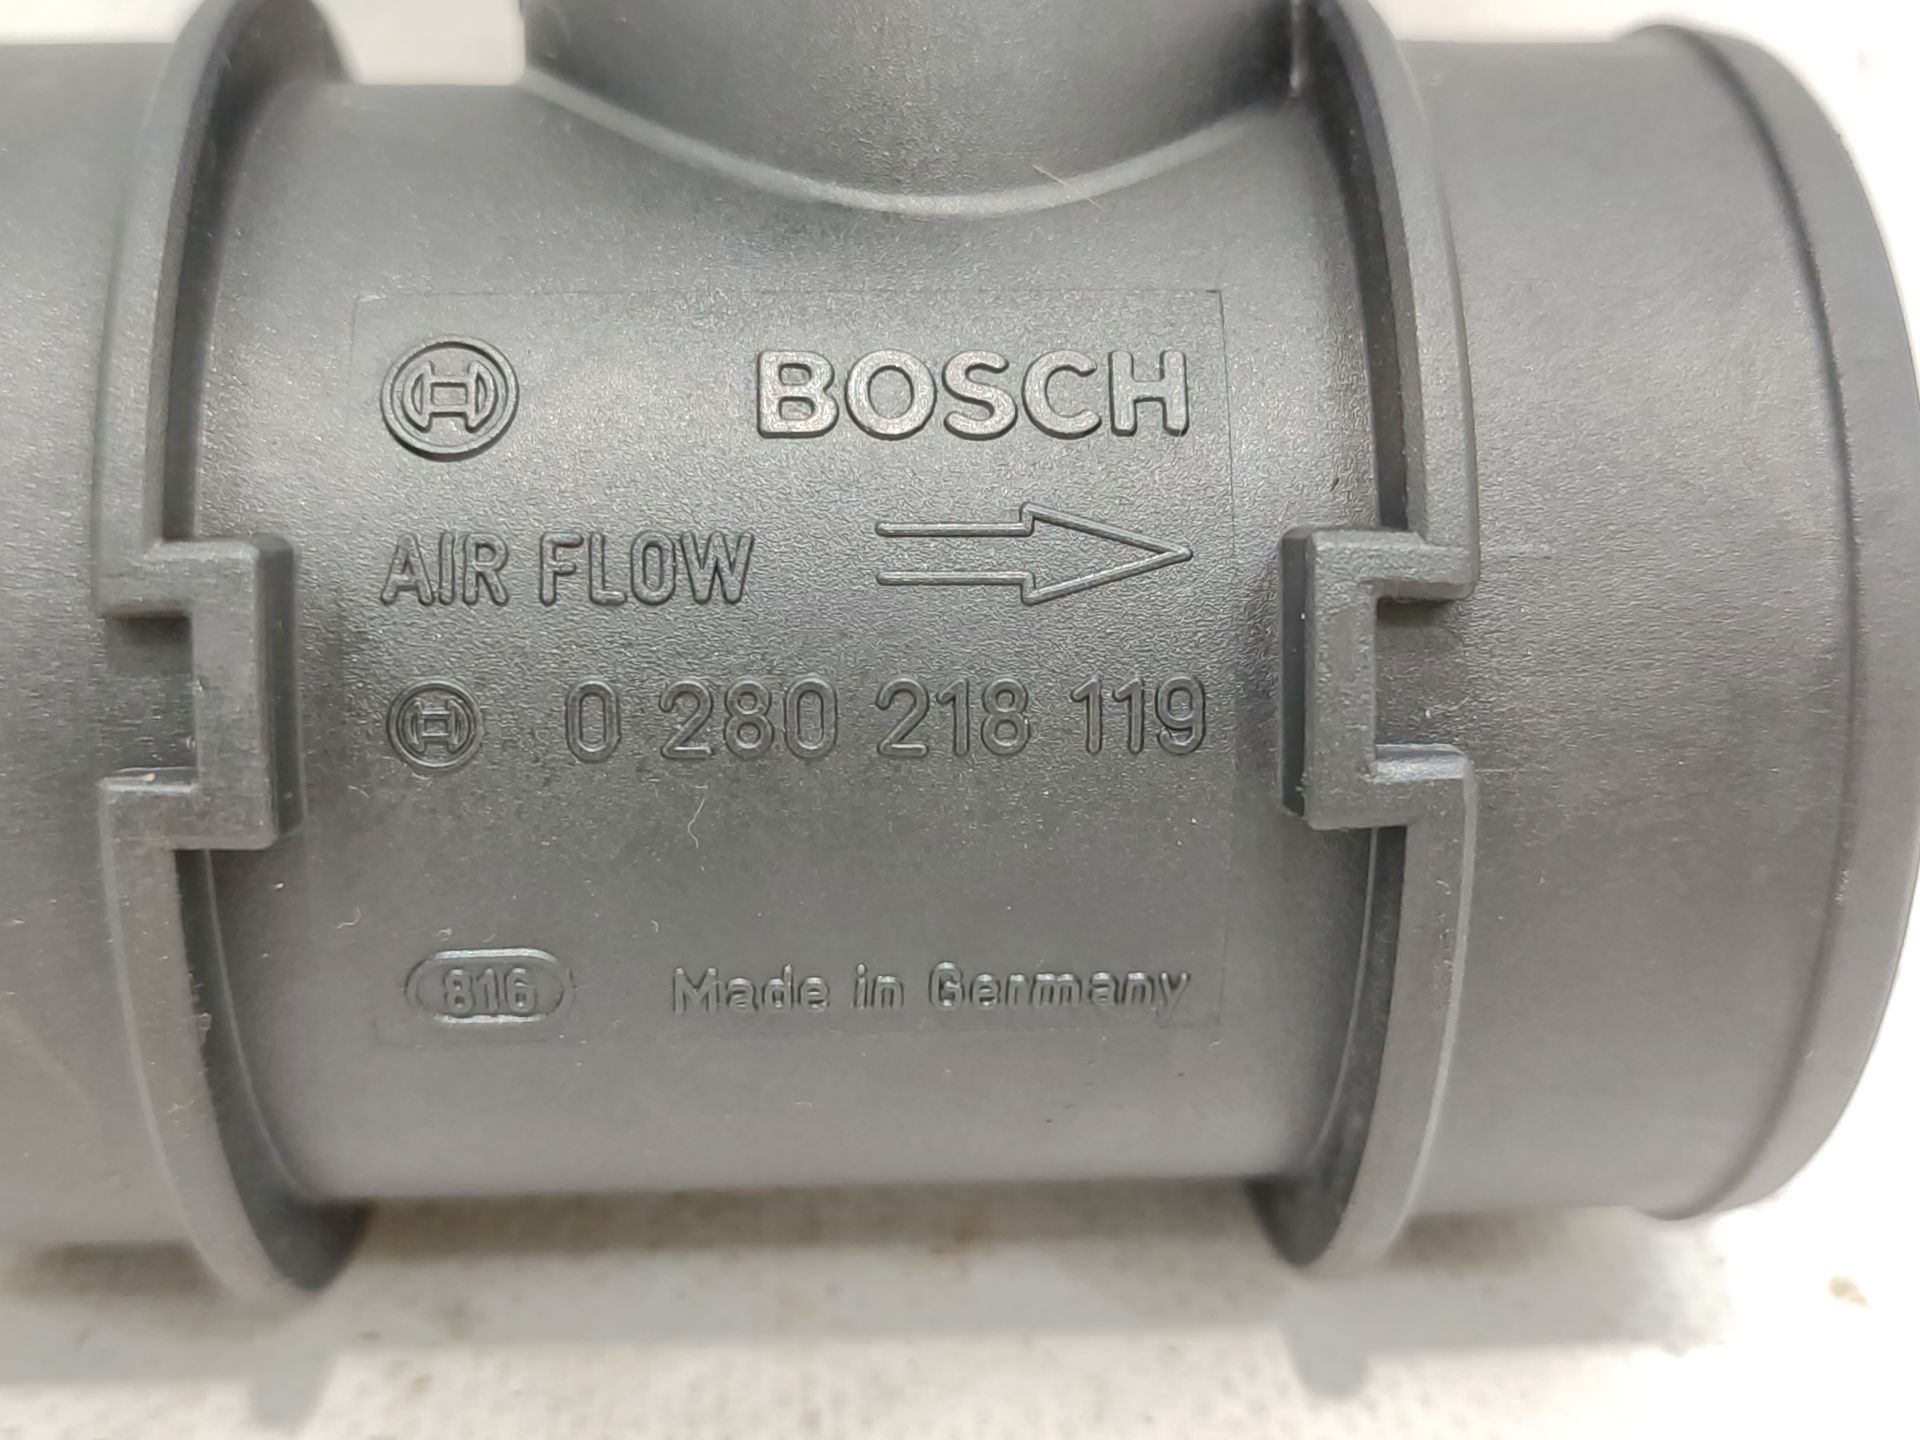 BOSCH
AIR FLOW
0 280 218 119
816 Made in Germany